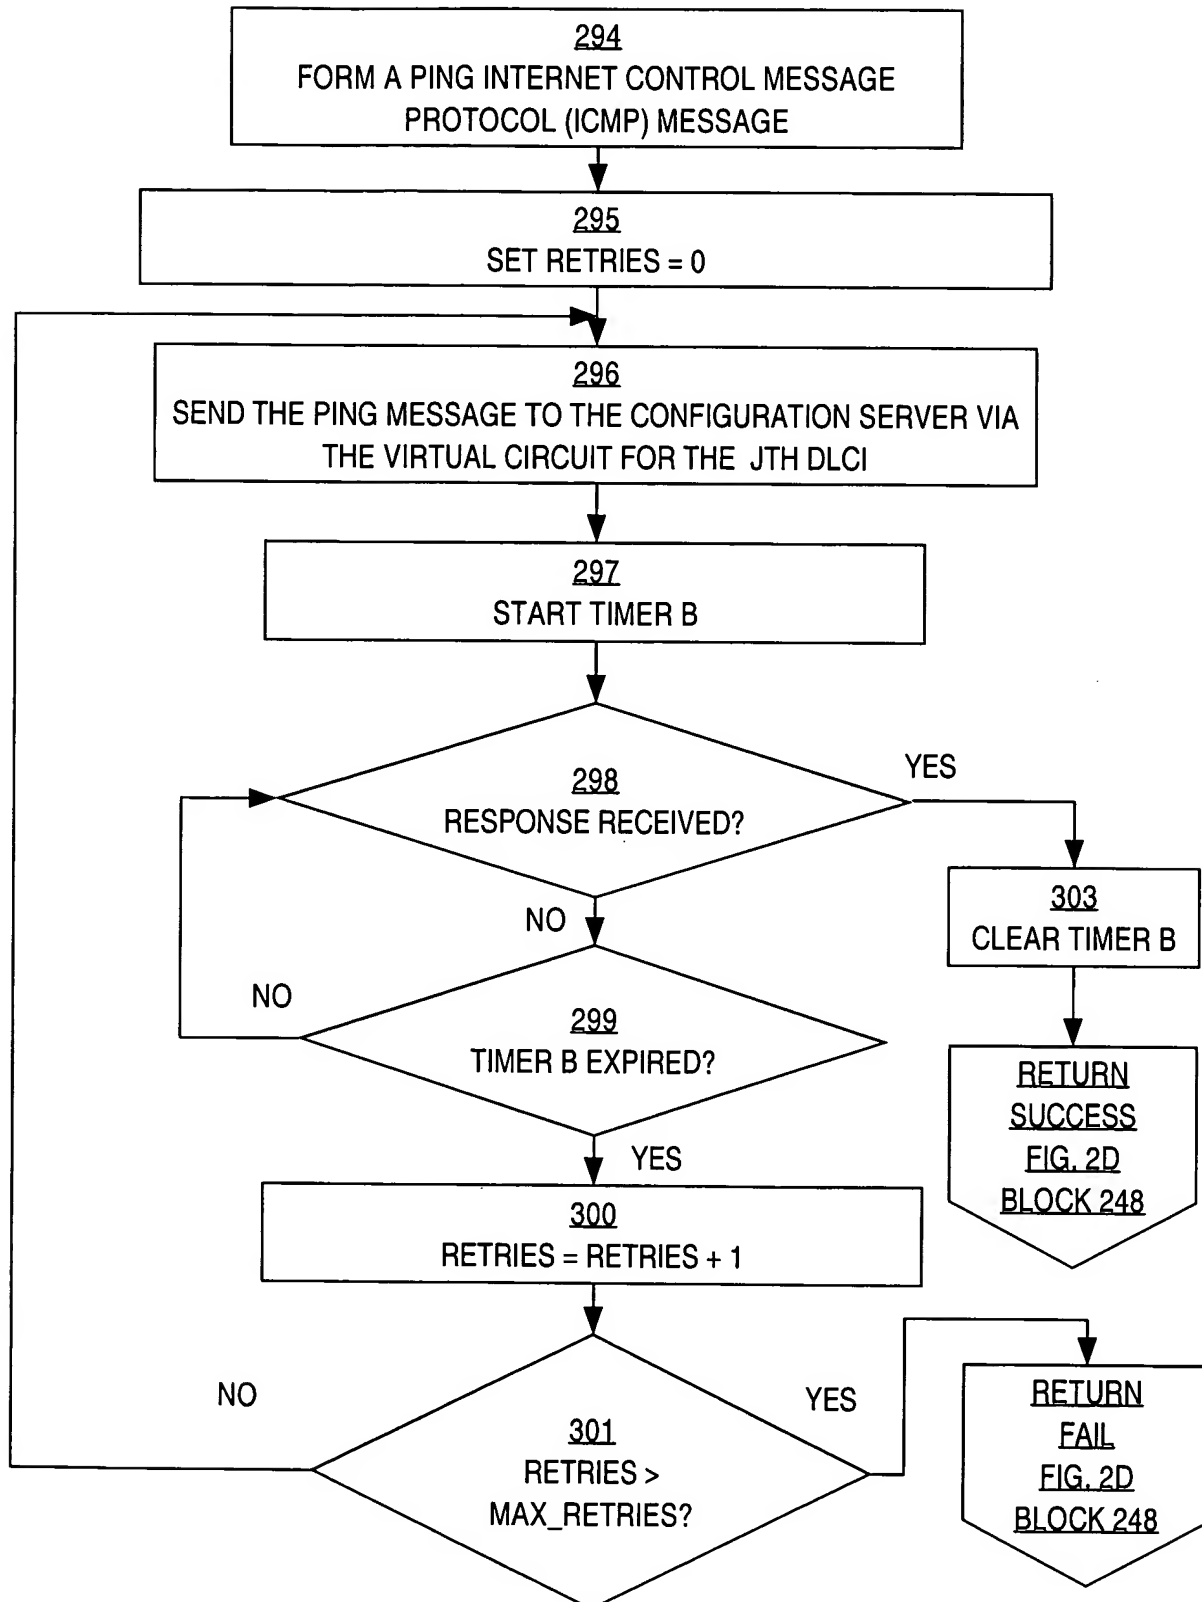 294
FORM A PING INTERNET CONTROL MESSAGE
PROTOCOL (ICMP) MESSAGE
295
SET RETRIES = 0
296
SEND THE PING MESSAGE TO THE CONFIGURATION SERVER VIA
THE VIRTUAL CIRCUIT FOR THE JTH DLCI
297
START TIMER B
298
RESPONSE RECEIVED?
YES
NO
303
CLEAR TIMER B
299
TIMER B EXPIRED?
NO
YES
RETURN
SUCCESS
FIG. 2D
BLOCK 248
300
RETRIES = RETRIES + 1
301
RETRIES >
MAX_RETRIES?
NO
YES
RETURN
FAIL
FIG. 2D
BLOCK 248